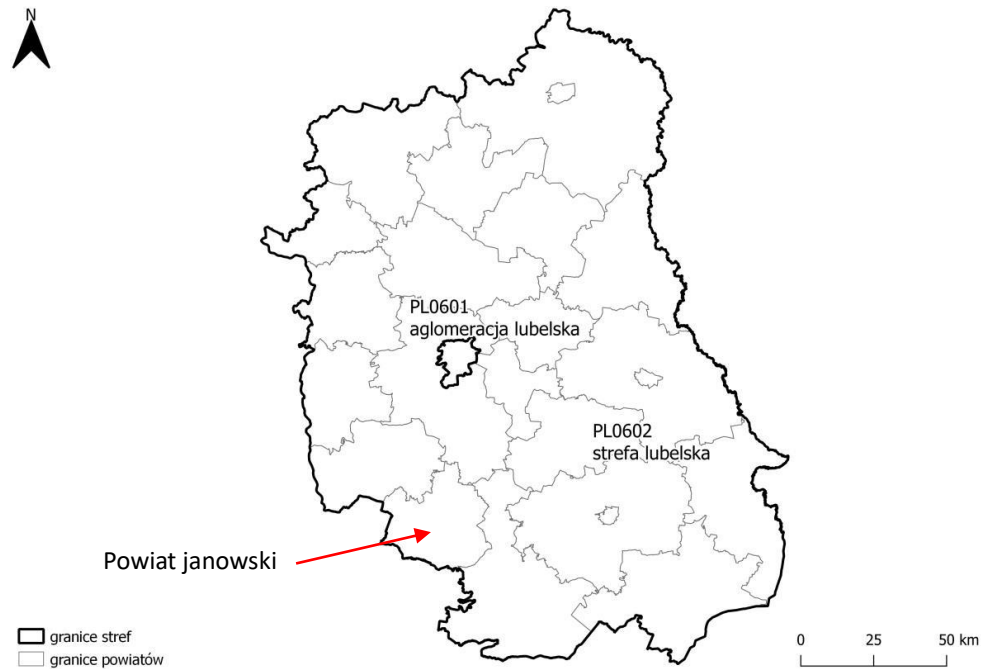 N
PL0601
aglomeracja lubelska
PL0602
strefa lubelska
Powiat janowski
granice stref
granice powiatów
0 25 50 km